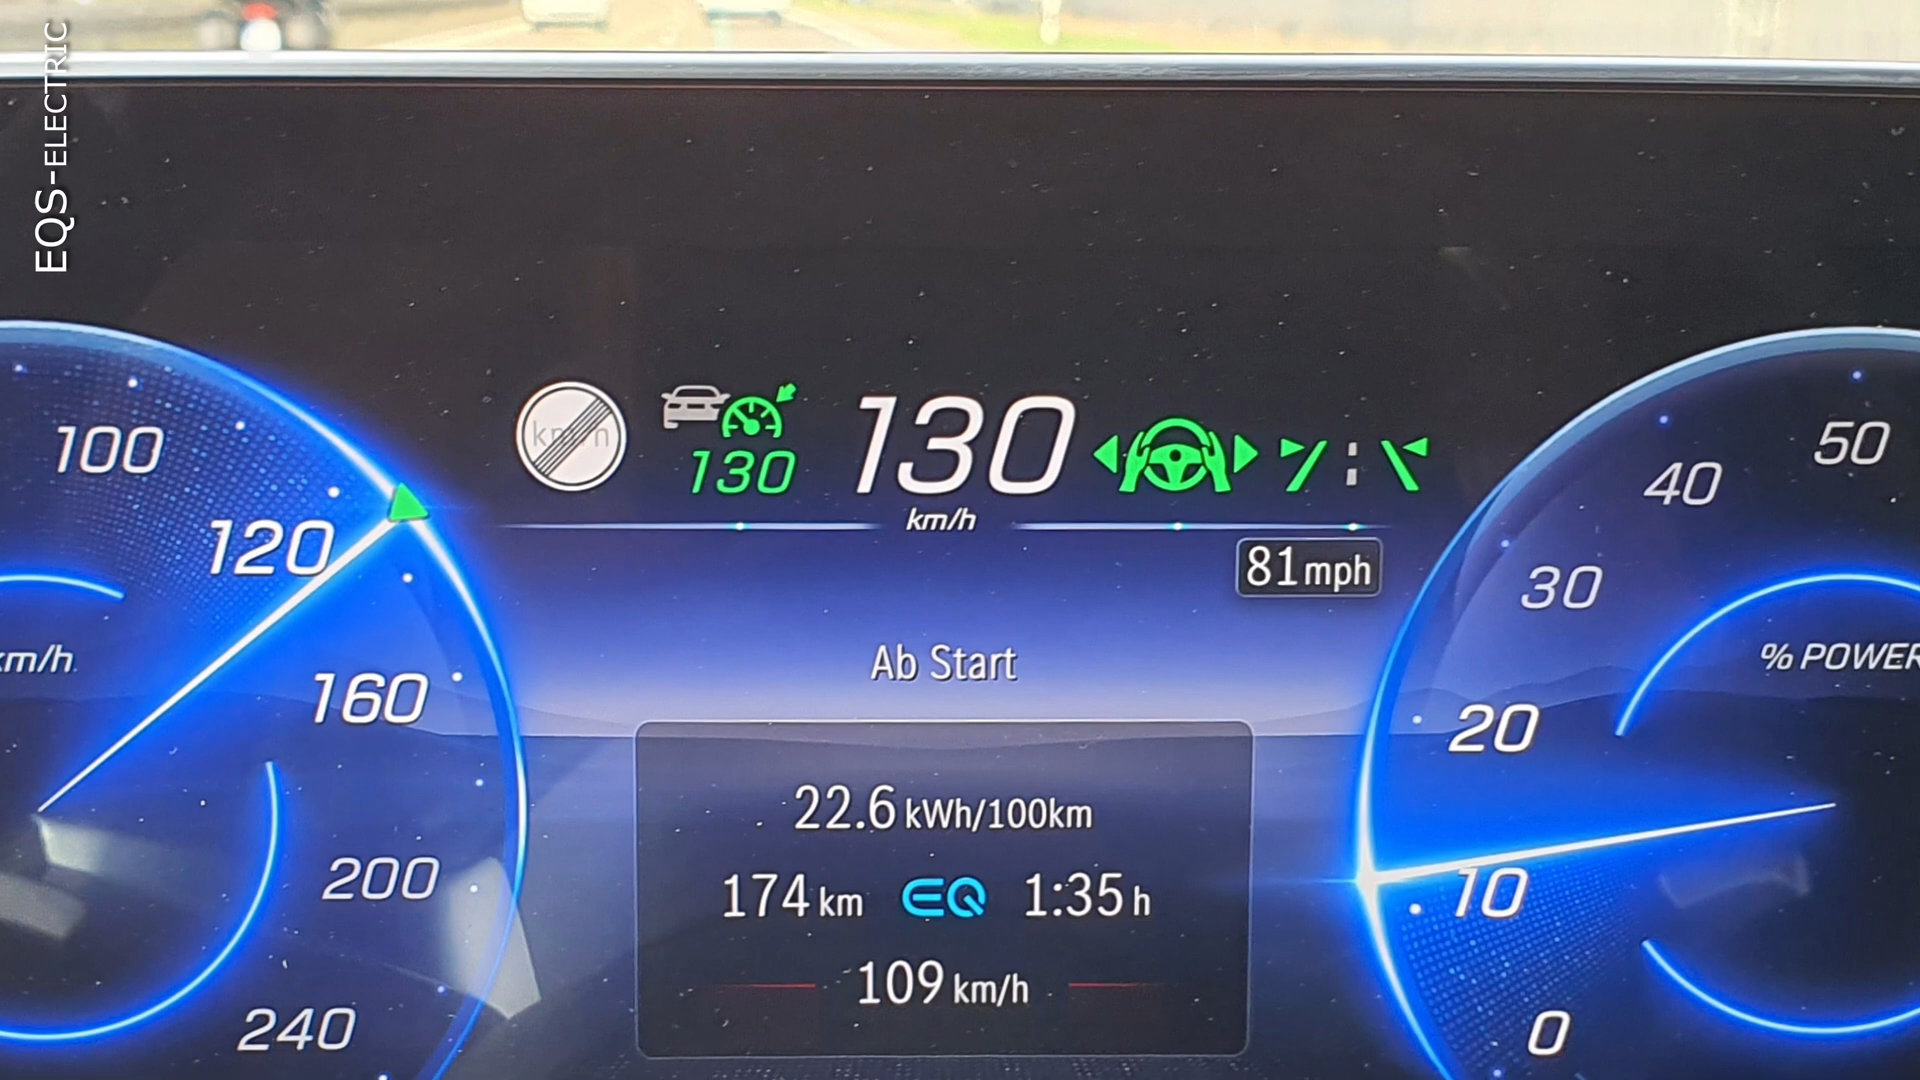 EQS-ELECTRIC
100
120
160
200
240
km/h
130
130
km/h
81 mph
Ab Start
22.6 kWh/100km
174 km EQ 1:35 h
109 km/h
50
40
30
20
10
0
% POWER